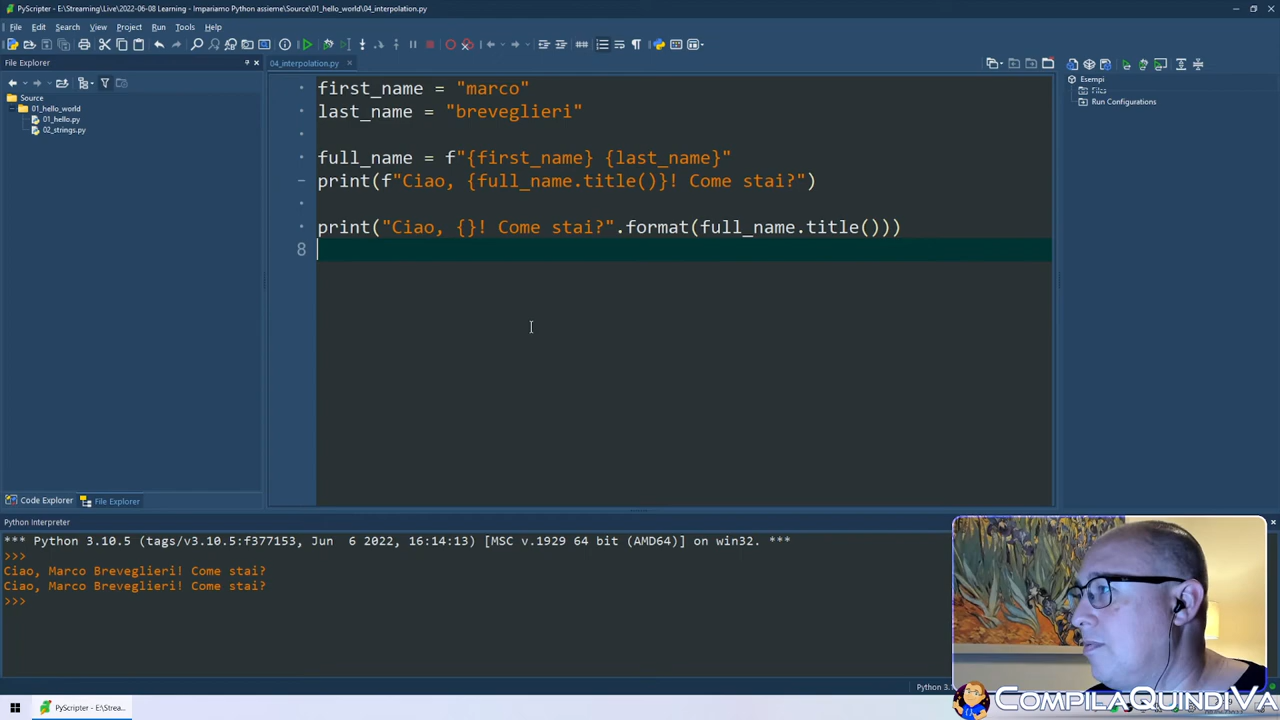 PyScripter - E:\Streaming\Live\2022-06-08 Learning - Impariamo Python assieme\Source\01_hello_world\04_interpolation.py
File Edit Search View Project Run Tools Help
File Explorer
Source
01_hello_world
01_hello.py
02_strings.py
Code Explorer File Explorer
04_interpolation.py
first_name = "marco"
last_name = "breveglieri"
full_name = f"{first_name} {last_name}"
print(f"Ciao, {full_name.title()}! Come stai?")
print("Ciao, {}! Come stai?".format(full_name.title()))
8
Esempi
Files
Run Configurations
Python Interpreter
*** Python 3.10.5 (tags/v3.10.5:f377153, Jun  6 2022, 16:14:13) [MSC v.1929 64 bit (AMD64)] on win32. ***
>>>
Ciao, Marco Breveglieri! Come stai?
Ciao, Marco Breveglieri! Come stai?
>>>
PyScripter - E:\Strea...
CompilaQuindiVa